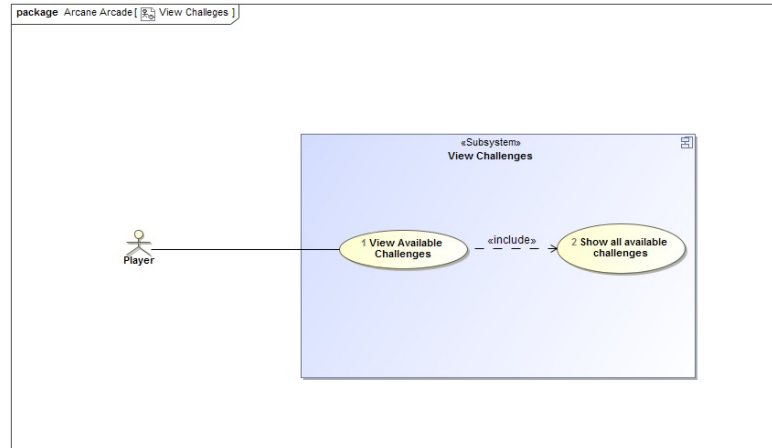 package Arcane Arcade [ View Challeges ]
«Subsystem»
View Challenges
Player
1 View Available
Challenges
«include»
2 Show all available
challenges